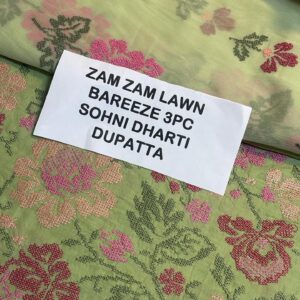 ZAM ZAM LAWN
BAREEZE 3PC
SOHNI DHARTI
DUPATTA